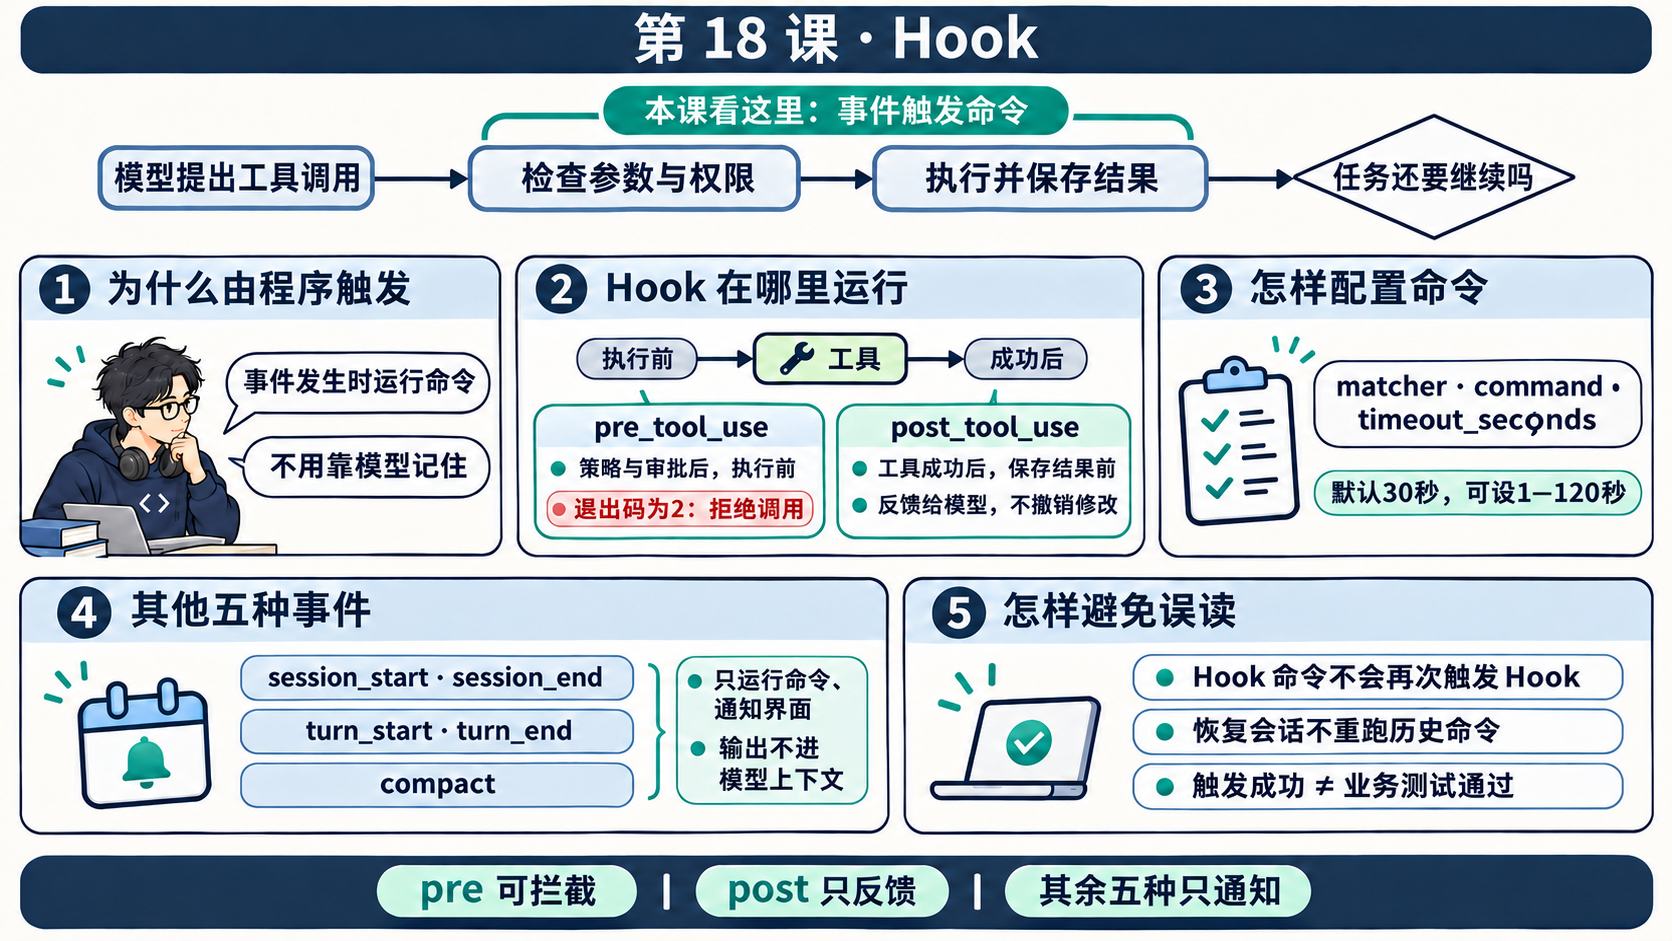 第 18 课 · Hook
本课看这里：事件触发命令
模型提出工具调用
检查参数与权限
执行并保存结果
任务还要继续吗
1 为什么由程序触发
事件发生时运行命令
不用靠模型记住
2 Hook 在哪里运行
执行前
工具
成功后
pre_tool_use
策略与审批后，执行前
退出码为2：拒绝调用
post_tool_use
工具成功后，保存结果前
反馈给模型，不撤销修改
3 怎样配置命令
matcher · command ·
timeout_seconds
默认30秒，可设1—120秒
4 其他五种事件
session_start · session_end
turn_start · turn_end
compact
只运行命令、
通知界面
输出不进
模型上下文
5 怎样避免误读
Hook 命令不会再次触发 Hook
恢复会话不重跑历史命令
触发成功 ≠ 业务测试通过
pre 可拦截 | post 只反馈 | 其余五种只通知